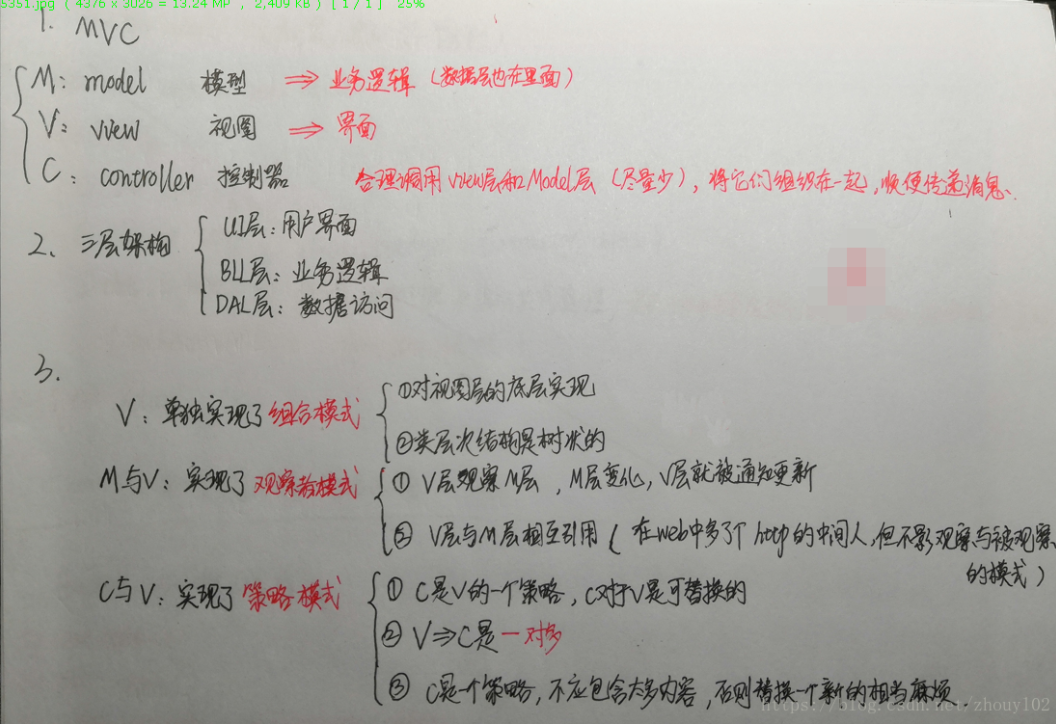 5351.jpg ( 4376 x 3026 = 13.24 MP , 2,409 KB ) [ 1 / 1 ] 25%
1. MVC
M: model 模型 ⇒ 业务逻辑 (数据层也在里面)
V: view 视图 ⇒ 界面
C: controller 控制器 合理调用view层和Model层 (尽量少), 将它们组织在一起, 顺便传递消息.
2. 三层架构 UI层: 用户界面
BLL层: 业务逻辑
DAL层: 数据访问
3.
V: 单独实现了组合模式 ①对视图层的底层实现
②类层次结构是树状的
M与V: 实现了观察者模式 ① V层观察M层, M层变化, V层就被通知更新
② V层与M层相互引用 ( 在web中多了个http的中间人, 但不影观察与被观察
的模式 )
C与V: 实现了策略模式 ① C是V的一个策略, C对于V是可替换的
② V⇒C是一对多
③ C是一个策略, 不应包含太多内容, 否则替换一个新的相当麻烦.
https://blog.csdn.net/zhouy102